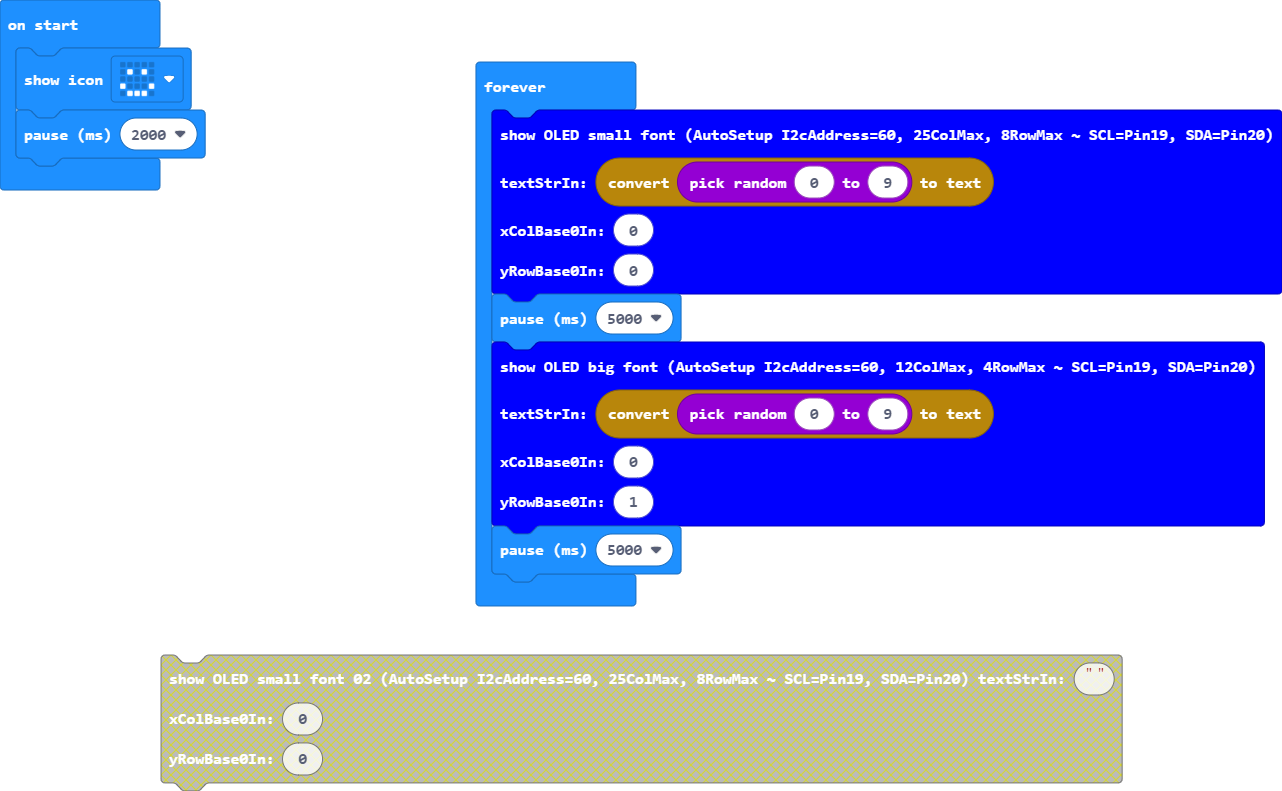 on start
show icon
pause (ms) 2000
forever
show OLED small font (AutoSetup I2cAddress=60, 25ColMax, 8RowMax ~ SCL=Pin19, SDA=Pin20)
textStrIn: convert pick random 0 to 9 to text
xColBase0In: 0
yRowBase0In: 0
pause (ms) 5000
show OLED big font (AutoSetup I2cAddress=60, 12ColMax, 4RowMax ~ SCL=Pin19, SDA=Pin20)
textStrIn: convert pick random 0 to 9 to text
xColBase0In: 0
yRowBase0In: 1
pause (ms) 5000
show OLED small font 02 (AutoSetup I2cAddress=60, 25ColMax, 8RowMax ~ SCL=Pin19, SDA=Pin20) textStrIn: " "
xColBase0In: 0
yRowBase0In: 0